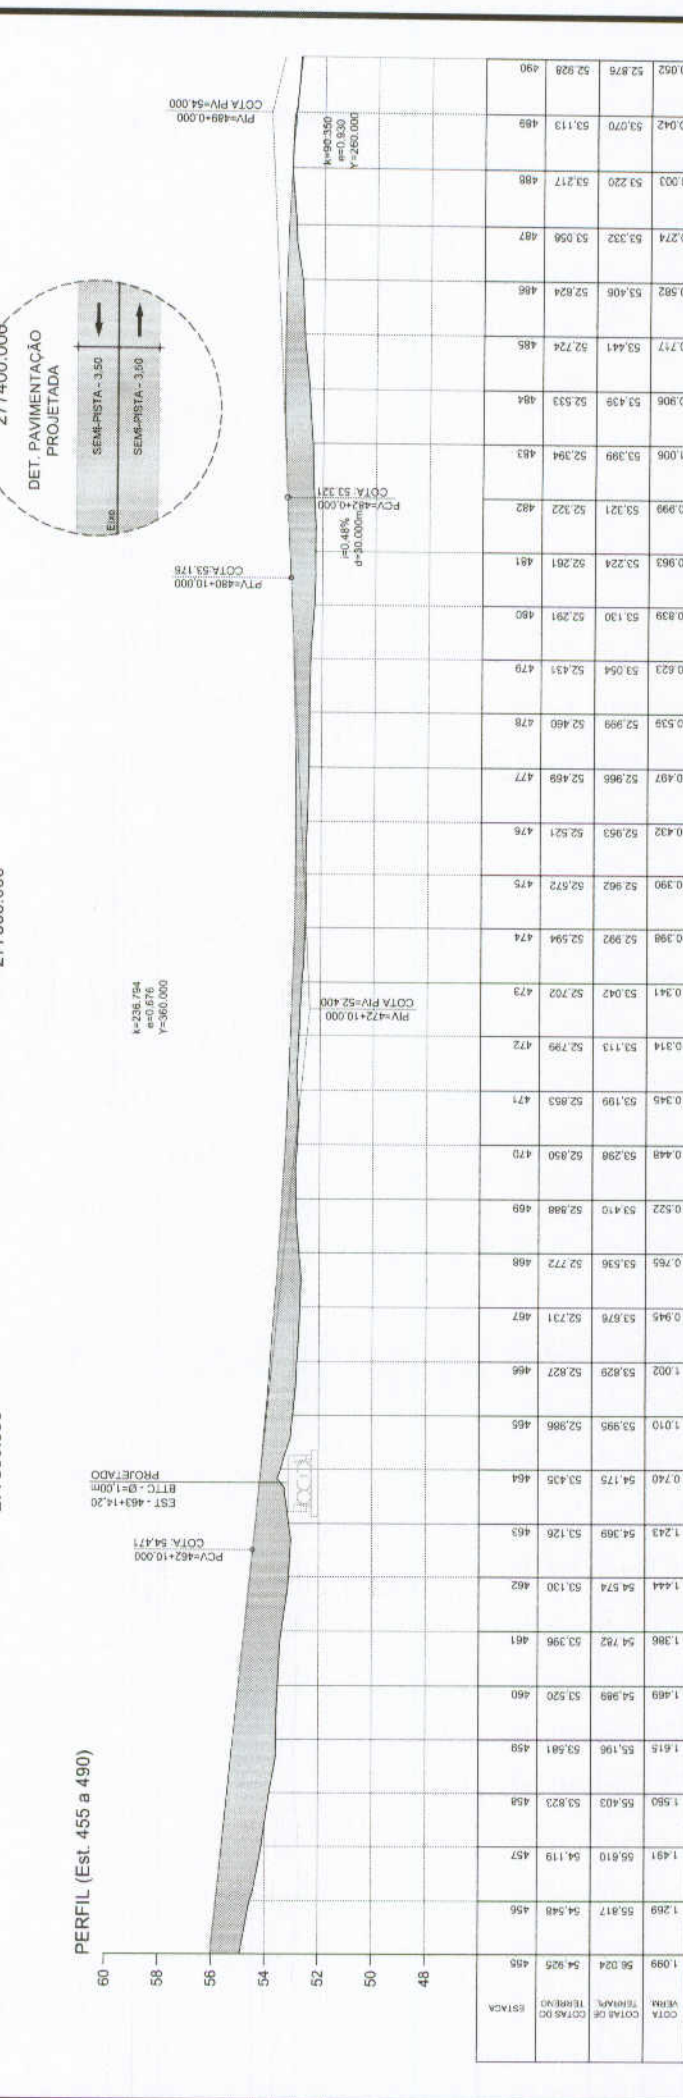 DET. PAVIMENTAÇÃO
PROJETADA
SEMI-PISTA - 3,50
Eixo
SEMI-PISTA - 3,50
PERFIL (Est. 455 a 490)
60
58
56
54
52
50
48
PCV=462+10.000
COTA: 54.471
EST - 463+14,20
BTTC - Ø=1,00m
PROJETADO
k=236.794
e=0.676
Y=360.000
PIV=472+10.000
COTA PIV=52.400
PTV=480+10.000
COTA:53.176
PCV=482+0.000
COTA: 53.321
i=0.48%
d=30.000m
PIV=489+0.000
COTA PIV=54.000
k=90.350
e=0.930
Y=260.000
ESTACA 455 456 457 458 459 460 461 462 463 464 465 466 467 468 469 470 471 472 473 474 475 476 477 478 479 480 481 482 483 484 485 486 487 488 489 490
COTAS DO
TERRENO
54,925 54,548 54,119 53,823 53,581 53,520 53,396 53,130 53,126 53,435 52,986 52,827 52,731 52,772 52,888 52,850 52,853 52,799 52,702 52,594 52,572 52,521 52,469 52,460 52,431 52,291 52,261 52,322 52,394 52,533 52,724 52,824 53,056 53,217 53,113 52,928
COTAS DE
TERRAPL.
56,024 55,817 55,610 55,403 55,196 54,989 54,782 54,574 54,369 54,175 53,995 53,829 53,676 53,536 53,410 53,298 53,199 53,113 53,042 52,992 52,962 52,953 52,966 52,999 53,054 53,130 53,224 53,321 53,399 53,439 53,441 53,406 53,332 53,220 53,070 52,876
COTA
VERM.
1,099 1,269 1,491 1,580 1,615 1,469 1,386 1,444 1,243 0,740 1,010 1,002 0,945 0,765 0,522 0,448 0,345 0,314 0,341 0,398 0,390 0,432 0,497 0,539 0,623 0,839 0,963 0,999 1,006 0,906 0,717 0,582 0,274 0,003 0,042 0,052